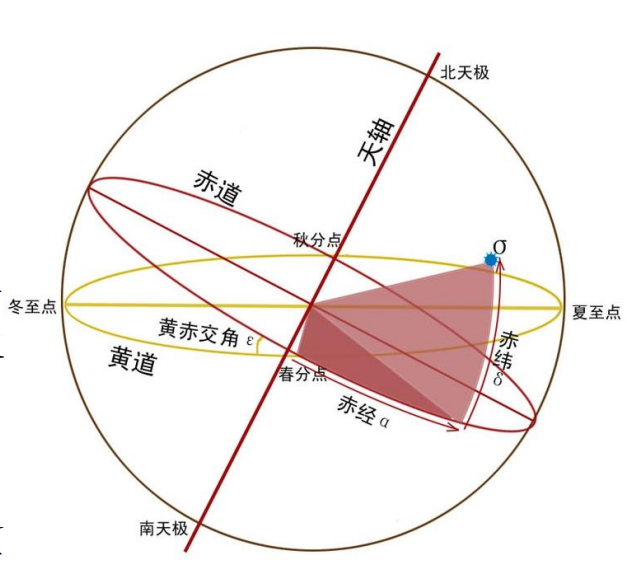 北天极
天轴
赤道
秋分点
σ
冬至点
夏至点
黄赤交角 ε
黄道
赤纬 δ
春分点
赤经 α
南天极